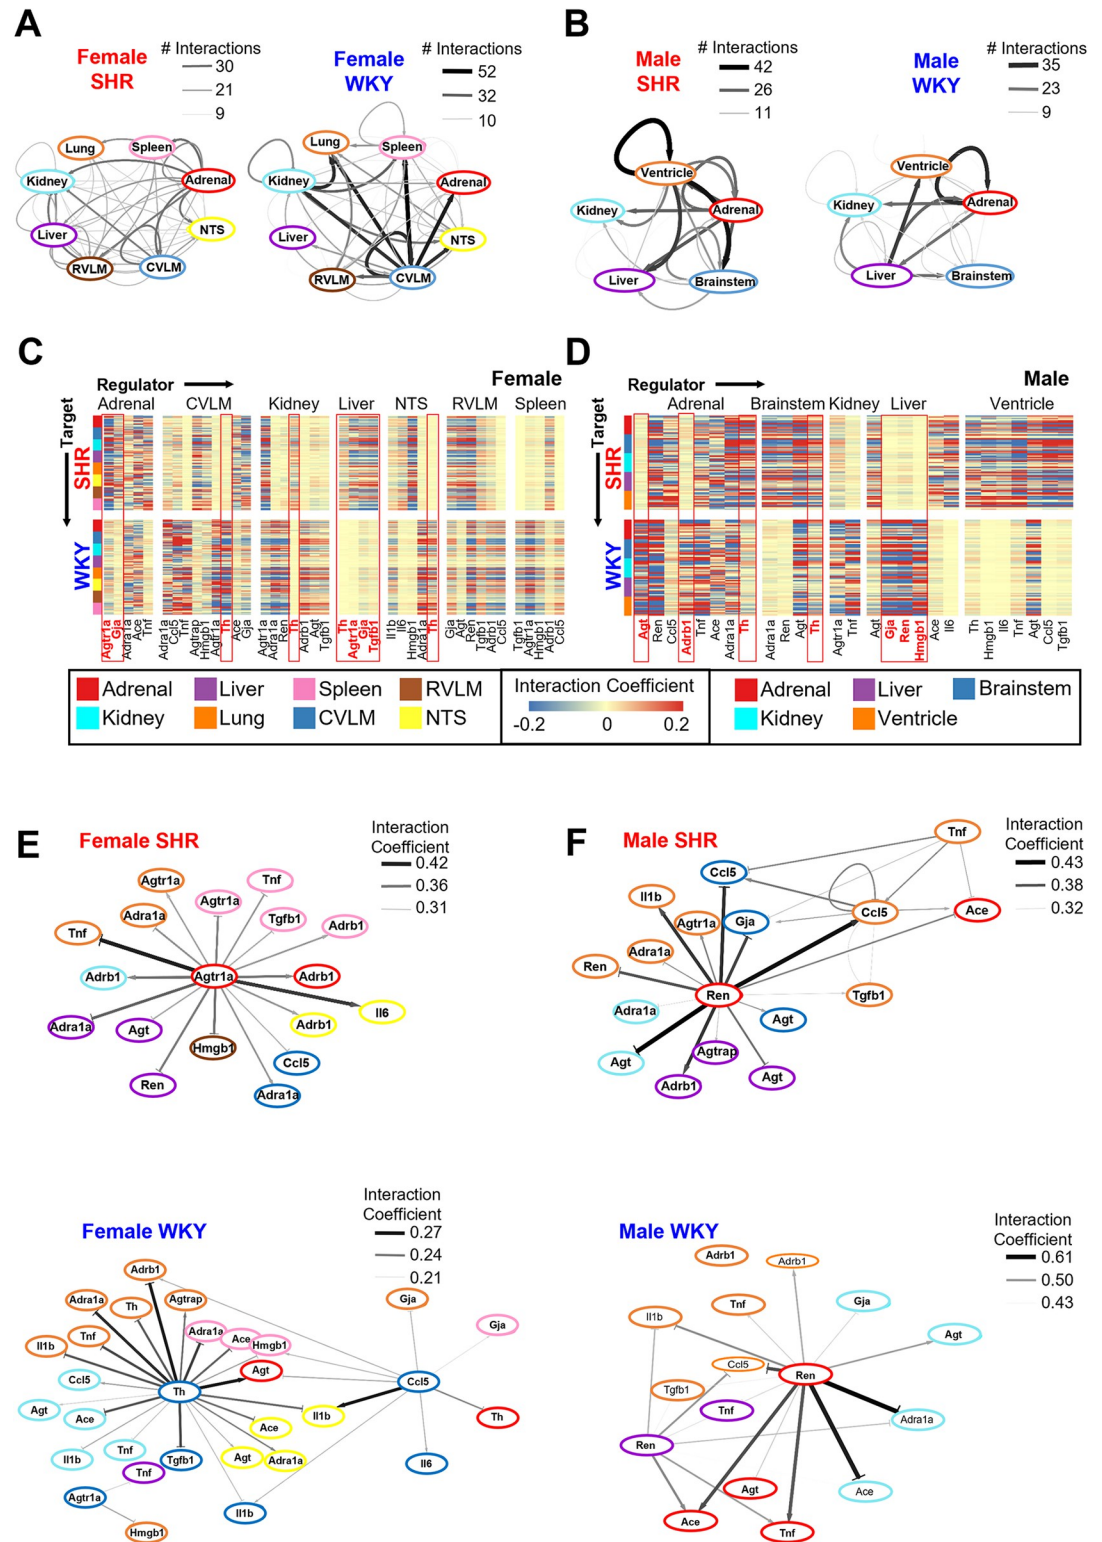 A
Female
SHR
# Interactions
30
21
9
Female
WKY
# Interactions
52
32
10
Lung
Spleen
Kidney
Adrenal
Liver
NTS
RVLM
CVLM
Lung
Spleen
Kidney
Adrenal
Liver
NTS
RVLM
CVLM
B
Male
SHR
# Interactions
42
26
11
Male
WKY
# Interactions
35
23
9
Ventricle
Kidney
Adrenal
Liver
Brainstem
Ventricle
Kidney
Adrenal
Liver
Brainstem
C
Female
Regulator
Adrenal CVLM Kidney Liver NTS RVLM Spleen
Target
SHR
WKY
Agtr1a
Gja
Adra1a
Ace
Tnf
Adra1a
Ccl5
Tnf
Agtrap
Hmgb1
Agtr1a
Th
Ace
Gja
Agtr1a
Adra1a
Ren
Th
Adrb1
Agt
Tgfb1
Th
Agtr1a
Gja
Tgfb1
Il1b
Il6
Hmgb1
Adra1a
Th
Gja
Agt
Ren
Tgfb1
Adrb1
Ccl5
Tgfb1
Agtr1a
Hmgb1
Adrb1
Ccl5
D
Male
Regulator
Adrenal Brainstem Kidney Liver Ventricle
Target
SHR
WKY
Agt
Ren
Ccl5
Adrb1
Tnf
Ace
Adra1a
Th
Adra1a
Ren
Agt
Th
Agtr1a
Tnf
Agt
Gja
Ren
Hmgb1
Ace
Il6
Th
Hmgb1
Il6
Tnf
Agt
Ccl5
Tgfb1
Adrenal Liver Spleen RVLM
Kidney Lung CVLM NTS
Interaction Coefficient
-0.2 0 0.2
Adrenal Liver Brainstem
Kidney Ventricle
E
Female SHR
Interaction
Coefficient
0.42
0.36
0.31
Agtr1a
Tnf
Agtr1a
Adra1a
Tgfb1
Adrb1
Tnf
Adrb1
Agtr1a
Adrb1
Il6
Adra1a
Agt
Adrb1
Hmgb1
Ccl5
Ren
Adra1a
F
Male SHR
Interaction
Coefficient
0.43
0.38
0.32
Tnf
Ccl5
Il1b
Agtr1a
Gja
Ccl5
Ace
Adra1a
Ren
Ren
Tgfb1
Adra1a
Agt
Agt
Agtrap
Adrb1
Agt
Female WKY
Interaction
Coefficient
0.27
0.24
0.21
Adrb1
Adra1a
Th
Agtrap
Gja
Il1b
Tnf
Adra1a
Ace
Hmgb1
Gja
Ccl5
Agt
Th
Ccl5
Agt
Ace
Il1b
Th
Ace
Il1b
Tnf
Tgfb1
Agt
Adra1a
Il6
Tnf
Agtr1a
Il1b
Hmgb1
Male WKY
Interaction
Coefficient
0.61
0.50
0.43
Adrb1
Adrb1
Il1b
Tnf
Gja
Agt
Ccl5
Ren
Tgfb1
Tnf
Adra1a
Ren
Agt
Ace
Ace
Tnf